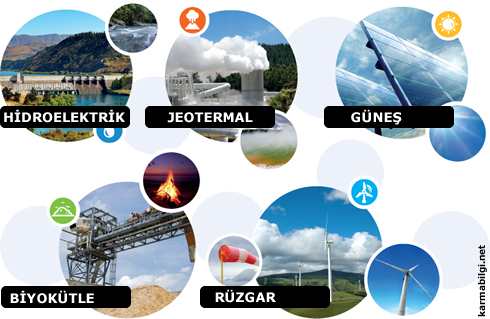 HİDROELEKTRİK
JEOTERMAL
GÜNEŞ
BİYOKÜTLE
RÜZGAR
karmabilgi.net